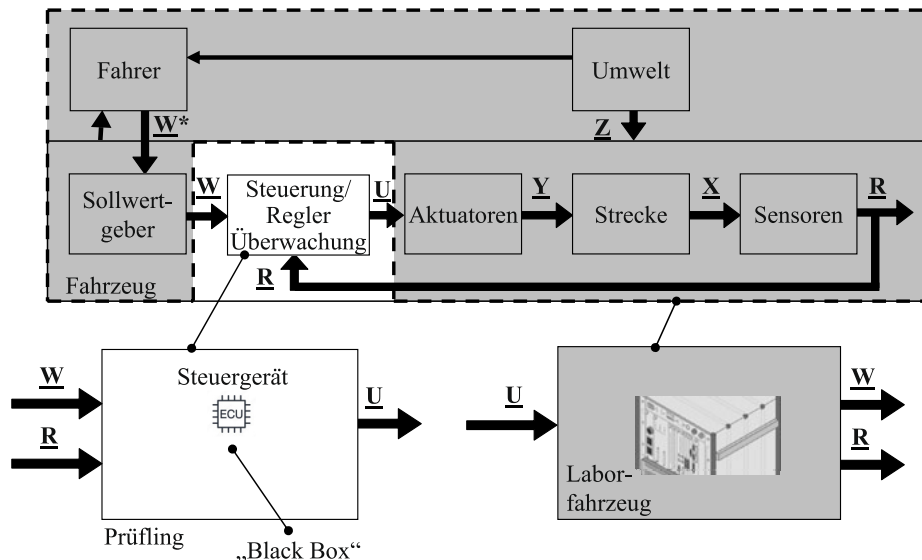 Fahrer
Umwelt
W*
Z
Sollwert-
geber
W
Steuerung/
Regler
Überwachung
U
Aktuatoren
Y
Strecke
X
Sensoren
R
R
Fahrzeug
W
R
Steuergerät
ECU
U
Prüfling
„Black Box“
U
W
R
Labor-
fahrzeug